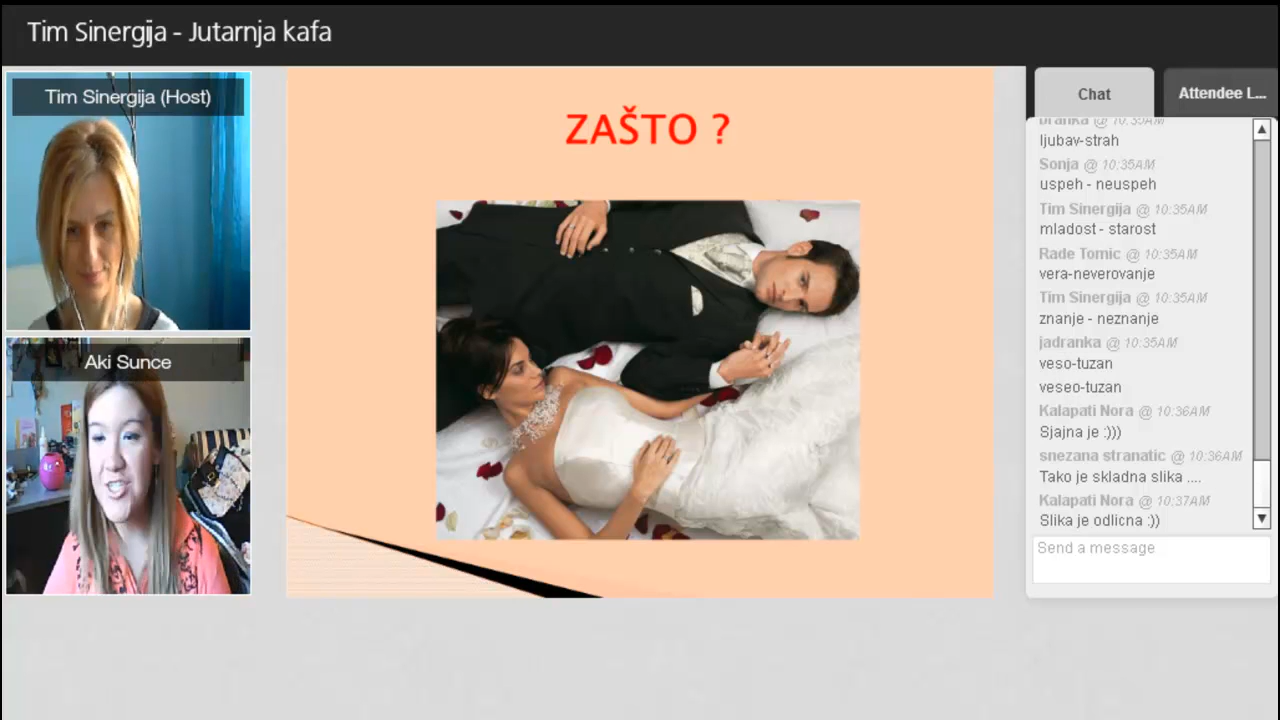 Tim Sinergija - Jutarnja kafa
Tim Sinergija (Host)
Aki Sunce
ZAŠTO ?
Chat
Attendee L...
branka @ 10:35AM
ljubav-strah
Sonja @ 10:35AM
uspeh - neuspeh
Tim Sinergija @ 10:35AM
mladost - starost
Rade Tomic @ 10:35AM
vera-neverovanje
Tim Sinergija @ 10:35AM
znanje - neznanje
jadranka @ 10:35AM
veso-tuzan
veseo-tuzan
Kalapati Nora @ 10:36AM
Sjajna je :)))
snezana stranatic @ 10:36AM
Tako je skladna slika ....
Kalapati Nora @ 10:37AM
Slika je odlicna :))
Send a message